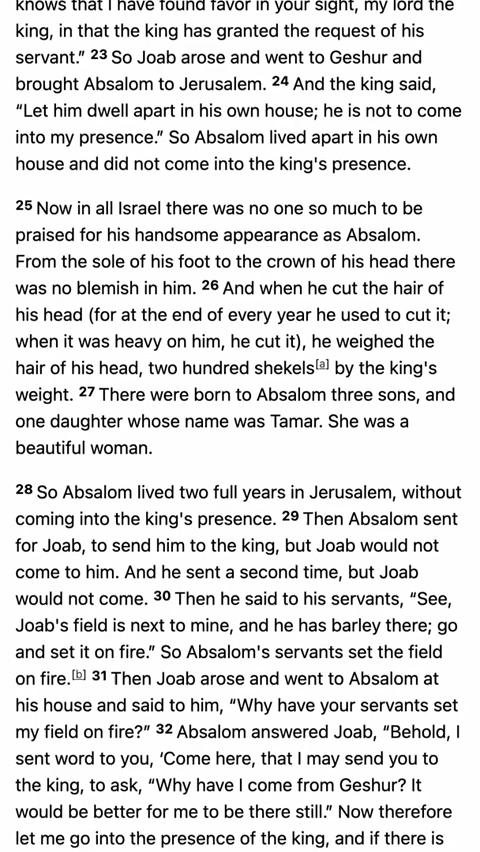 knows that I have found favor in your sight, my lord the
king, in that the king has granted the request of his
servant.” 23 So Joab arose and went to Geshur and
brought Absalom to Jerusalem. 24 And the king said,
“Let him dwell apart in his own house; he is not to come
into my presence.” So Absalom lived apart in his own
house and did not come into the king's presence.
25 Now in all Israel there was no one so much to be
praised for his handsome appearance as Absalom.
From the sole of his foot to the crown of his head there
was no blemish in him. 26 And when he cut the hair of
his head (for at the end of every year he used to cut it;
when it was heavy on him, he cut it), he weighed the
hair of his head, two hundred shekels[a] by the king's
weight. 27 There were born to Absalom three sons, and
one daughter whose name was Tamar. She was a
beautiful woman.
28 So Absalom lived two full years in Jerusalem, without
coming into the king's presence. 29 Then Absalom sent
for Joab, to send him to the king, but Joab would not
come to him. And he sent a second time, but Joab
would not come. 30 Then he said to his servants, “See,
Joab's field is next to mine, and he has barley there; go
and set it on fire.” So Absalom's servants set the field
on fire.[b] 31 Then Joab arose and went to Absalom at
his house and said to him, “Why have your servants set
my field on fire?” 32 Absalom answered Joab, “Behold, I
sent word to you, ‘Come here, that I may send you to
the king, to ask, “Why have I come from Geshur? It
would be better for me to be there still.” Now therefore
let me go into the presence of the king, and if there is